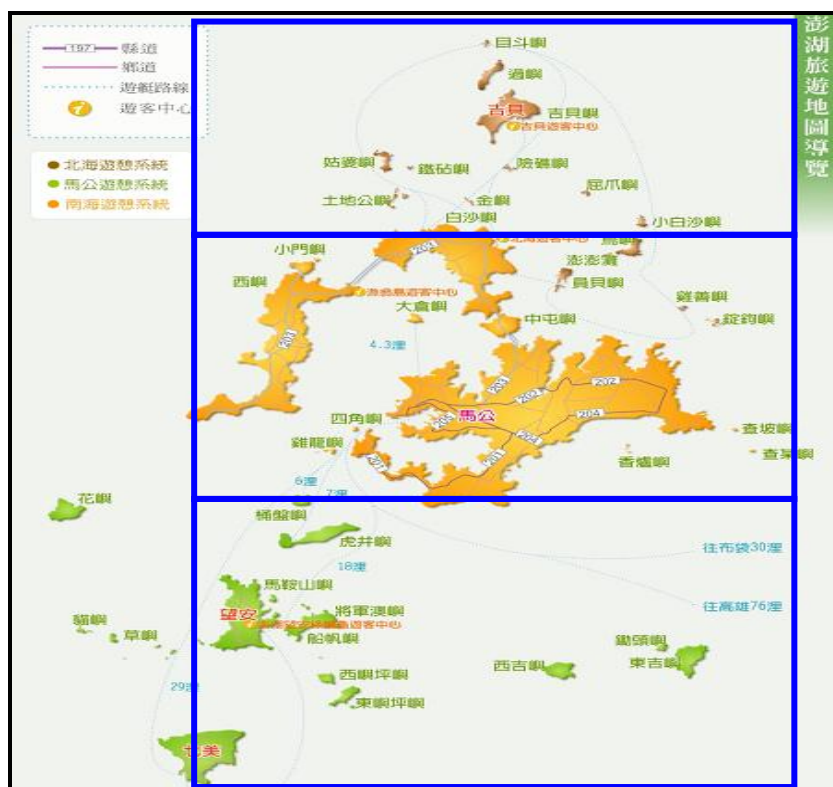 澎湖旅遊地圖導覽
197 縣道
鄉道
遊艇路線
遊客中心
北海遊憩系統
馬公遊憩系統
南海遊憩系統
目斗嶼
過嶼
吉貝
吉貝嶼
吉貝遊客中心
姑婆嶼
鐵砧嶼
險礁嶼
屈爪嶼
土地公嶼
金嶼
白沙嶼
小白沙嶼
鳥嶼
北海遊客中心
小門嶼
203
澎澎灘
西嶼
員貝嶼
大倉嶼
雞善嶼
中屯嶼
錠鉤嶼
4.3浬
203
203
202
202
四角嶼
205
馬公
204
204
查坡嶼
雞籠嶼
201
201
香爐嶼
6浬
7浬
花嶼
桶盤嶼
虎井嶼
往布袋30浬
18浬
馬鞍山嶼
望安
將軍澳嶼
往高雄76浬
貓嶼
草嶼
船帆嶼
鋤頭嶼
西吉嶼
東吉嶼
西嶼坪嶼
29浬
東嶼坪嶼
七美